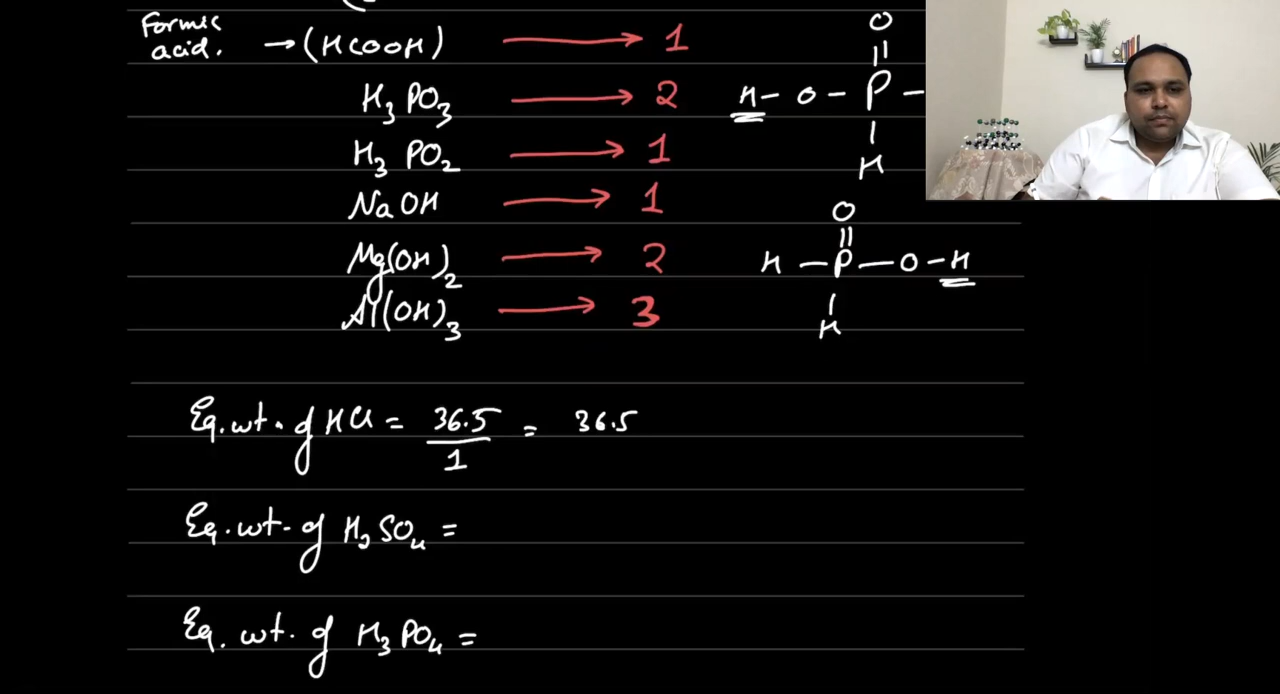 Formic
acid. → (HCOOH) → 1
H₃PO₃ → 2
H₃PO₂ → 1
NaOH → 1
Mg(OH)₂ → 2
Al(OH)₃ → 3
O
H - O - P -
H
O
H - P - O - H
H
Eq. wt. of HCl = 36.5/1 = 36.5
Eq. wt. of H₂SO₄ =
Eq. wt. of H₃PO₄ =